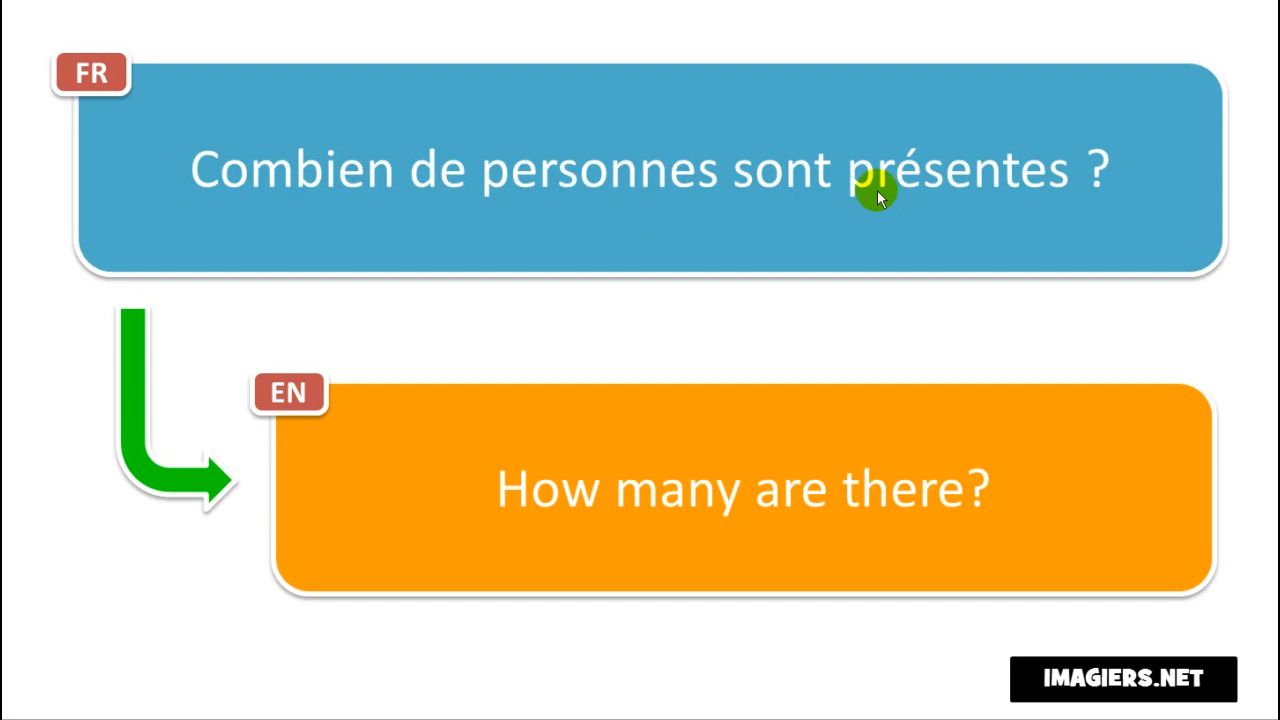 FR
Combien de personnes sont présentes ?
EN
How many are there?
IMAGIERS.NET